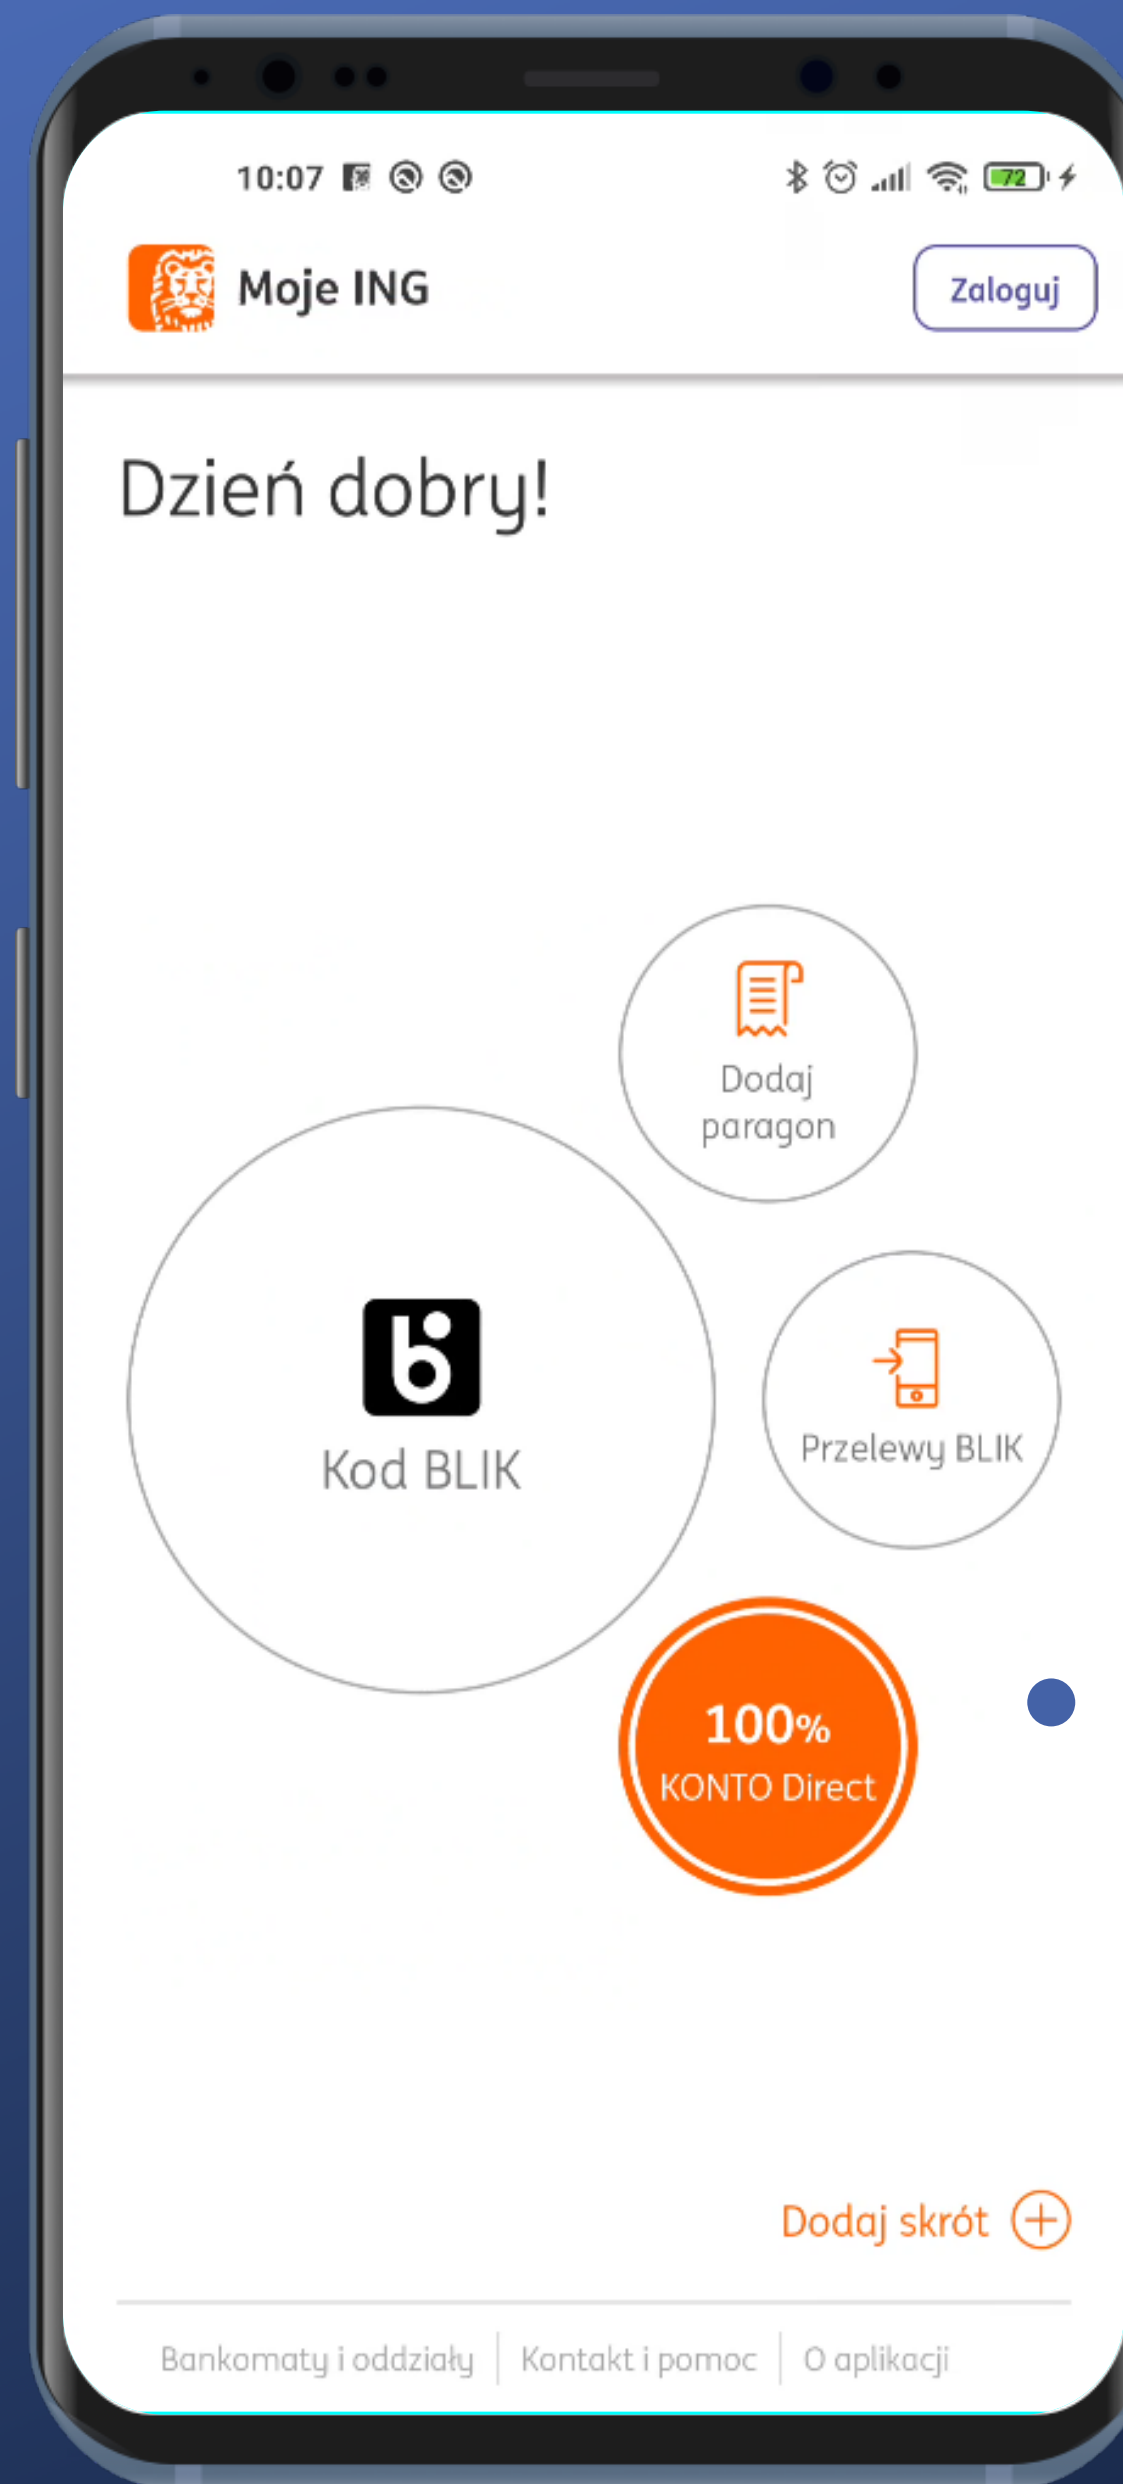 10:07
72
Moje ING
Zaloguj
Dzień dobry!
Dodaj
paragon
Kod BLIK
Przelewy BLIK
100%
KONTO Direct
Dodaj skrót
Bankomaty i oddziały
Kontakt i pomoc
O aplikacji